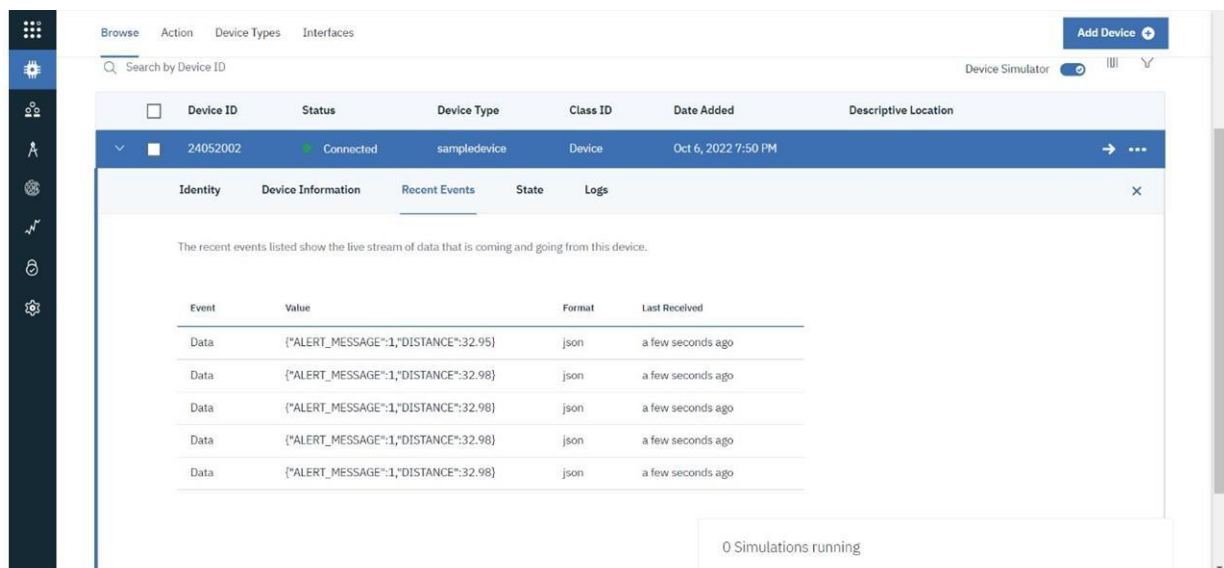 Browse Action Device Types Interfaces Add Device
Search by Device ID Device Simulator
Device ID Status Device Type Class ID Date Added Descriptive Location
24052002 Connected sampledevice Device Oct 6, 2022 7:50 PM
Identity Device Information Recent Events State Logs
The recent events listed show the live stream of data that is coming and going from this device.
Event Value Format Last Received
Data {"ALERT_MESSAGE":1,"DISTANCE":32.95} json a few seconds ago
Data {"ALERT_MESSAGE":1,"DISTANCE":32.98} json a few seconds ago
Data {"ALERT_MESSAGE":1,"DISTANCE":32.98} json a few seconds ago
Data {"ALERT_MESSAGE":1,"DISTANCE":32.98} json a few seconds ago
Data {"ALERT_MESSAGE":1,"DISTANCE":32.98} json a few seconds ago
0 Simulations running